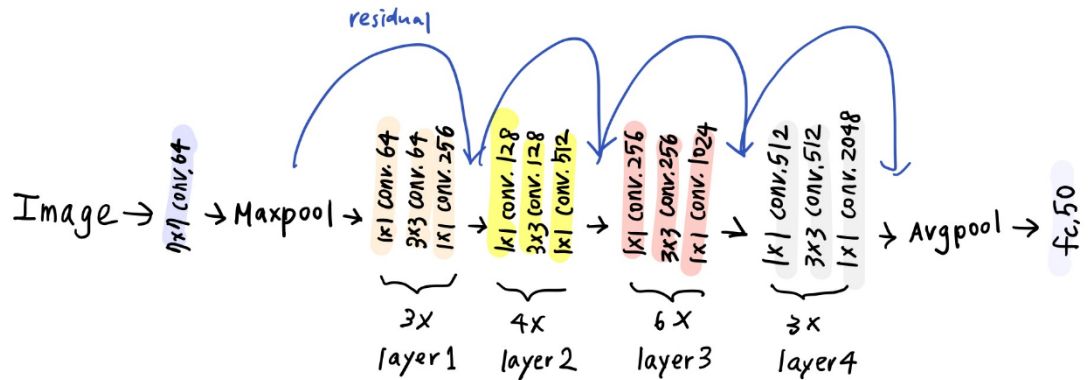 residual
Image → 7x7 conv.64 → Maxpool → 1x1 conv.64 3x3 conv.64 1x1 conv.256 → 1x1 conv.128 3x3 conv.128 1x1 conv.512 → 1x1 conv.256 3x3 conv.256 1x1 conv.1024 → 1x1 conv.512 3x3 conv.512 1x1 conv.2048 → Avgpool → fc.50
3x 4x 6x 3x
layer1 layer2 layer3 layer4